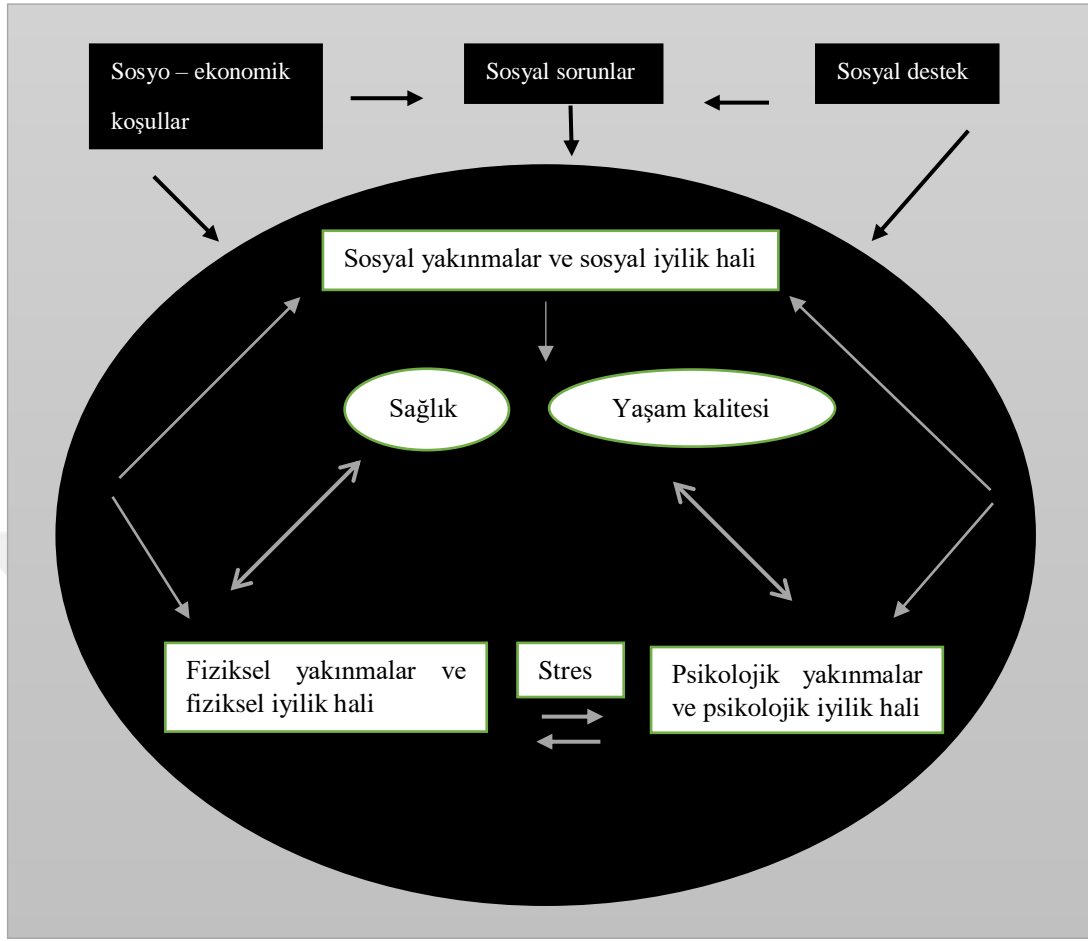 Sosyo – ekonomik
koşullar
Sosyal sorunlar
Sosyal destek
Sosyal yakınmalar ve sosyal iyilik hali
Sağlık
Yaşam kalitesi
Fiziksel yakınmalar ve
fiziksel iyilik hali
Stres
Psikolojik yakınmalar
ve psikolojik iyilik hali